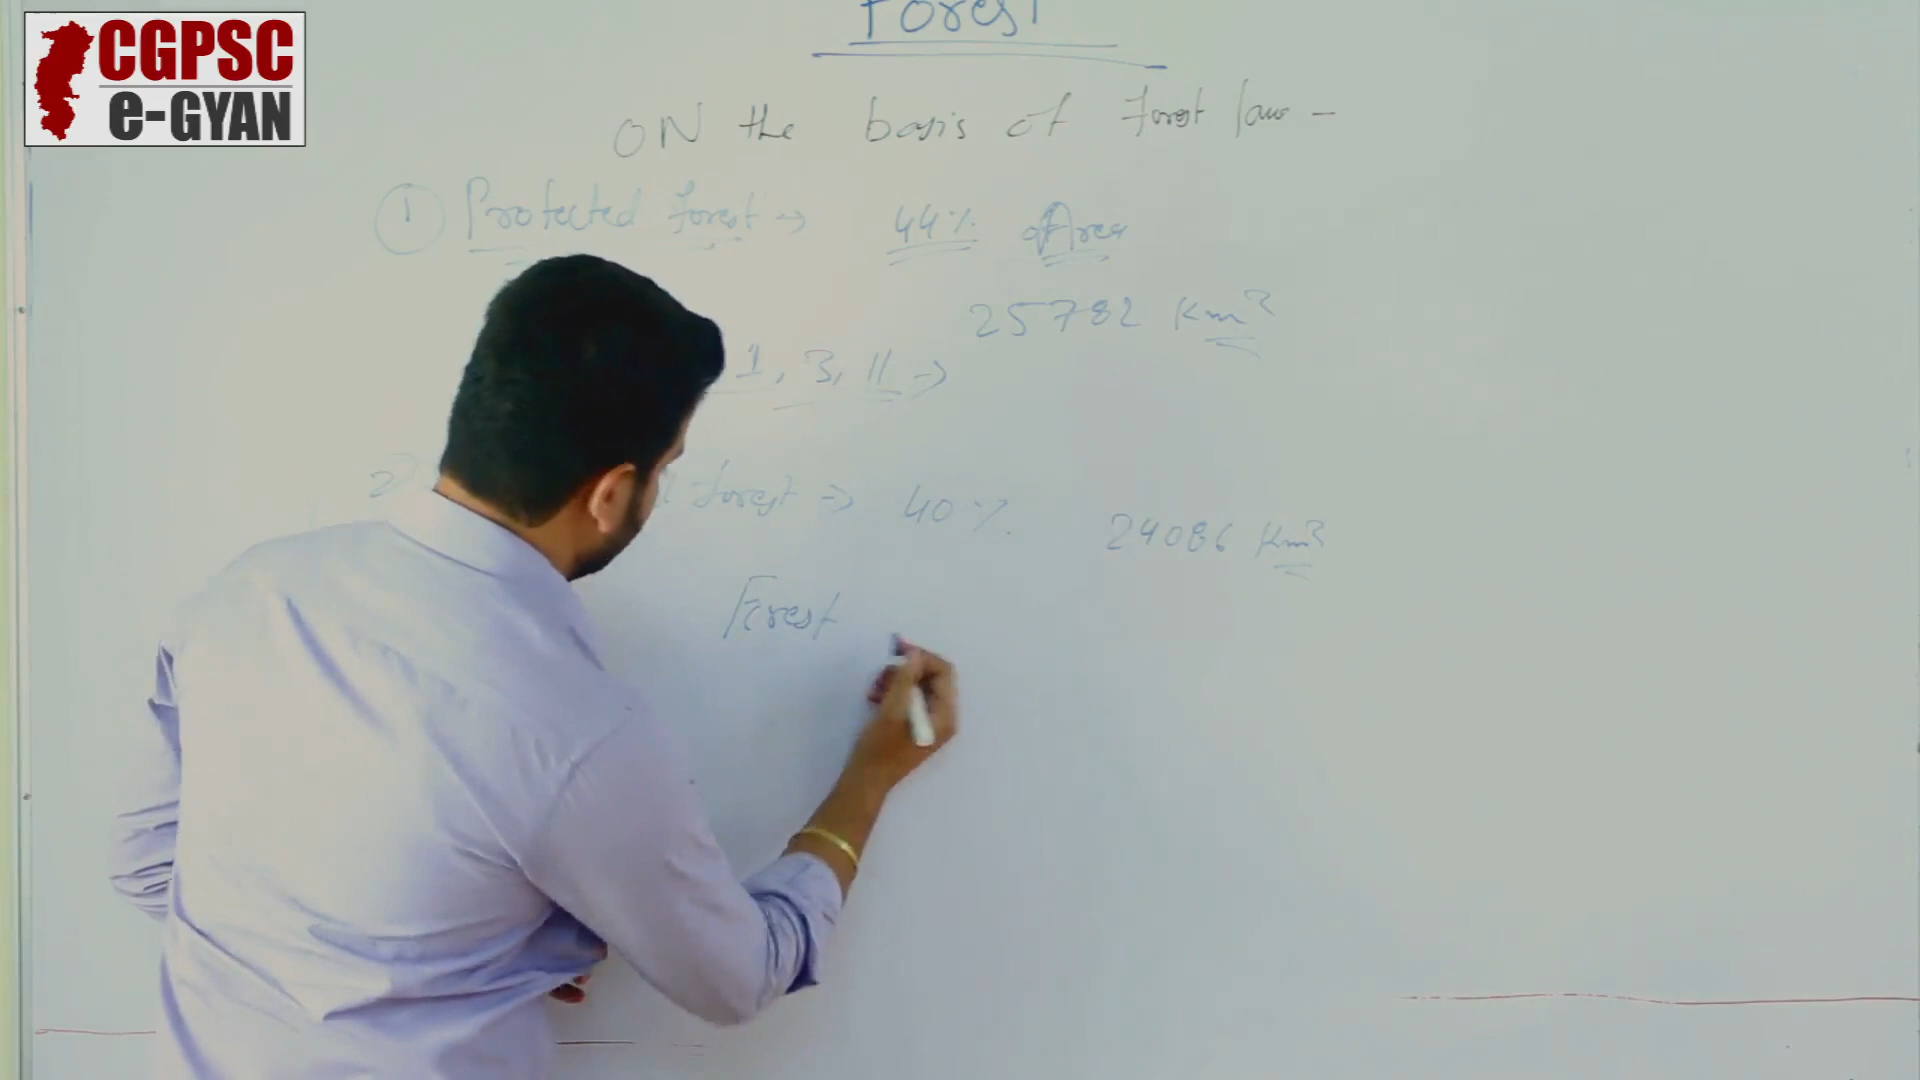 CGPSC
e-GYAN
Forest
ON the basis of Forest law -
1 Protected Forest → 44% of Area
25782 Km²
1, 3, 11 →
2) Forest → 40%. 24086 Km²
Forest